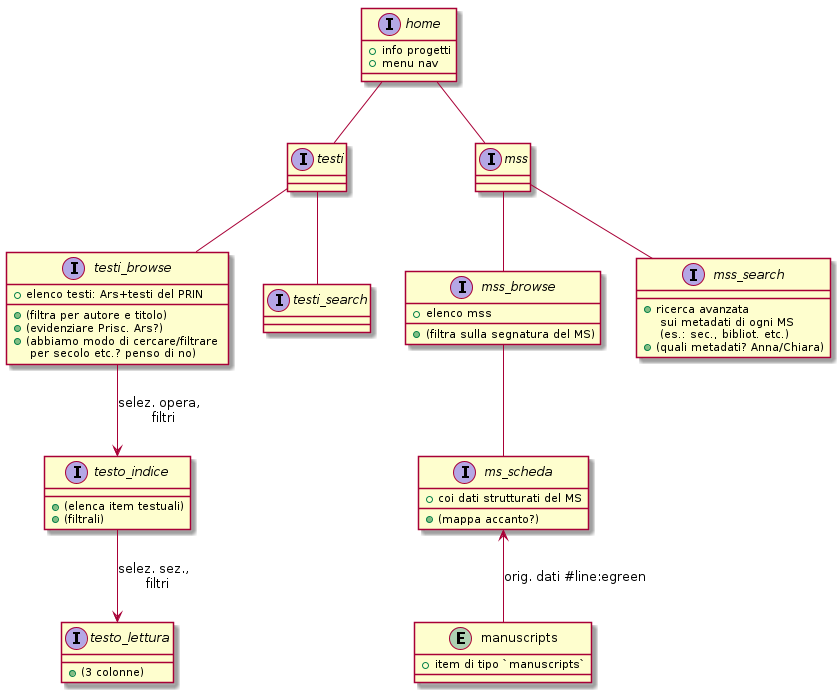 I home
info progetti
menu nav
I testi
I mss
I testi_browse
elenco testi: Ars+testi del PRIN
(filtra per autore e titolo)
(evidenziare Prisc. Ars?)
(abbiamo modo di cercare/filtrare
per secolo etc.? penso di no)
I testi_search
I mss_browse
elenco mss
(filtra sulla segnatura del MS)
I mss_search
ricerca avanzata
sui metadati di ogni MS
(es.: sec., bibliot. etc.)
(quali metadati? Anna/Chiara)
selez. opera,
filtri
I testo_indice
(elenca item testuali)
(filtrali)
I ms_scheda
coi dati strutturati del MS
(mappa accanto?)
selez. sez.,
filtri
orig. dati #line:egreen
I testo_lettura
(3 colonne)
E manuscripts
item di tipo `manuscripts`